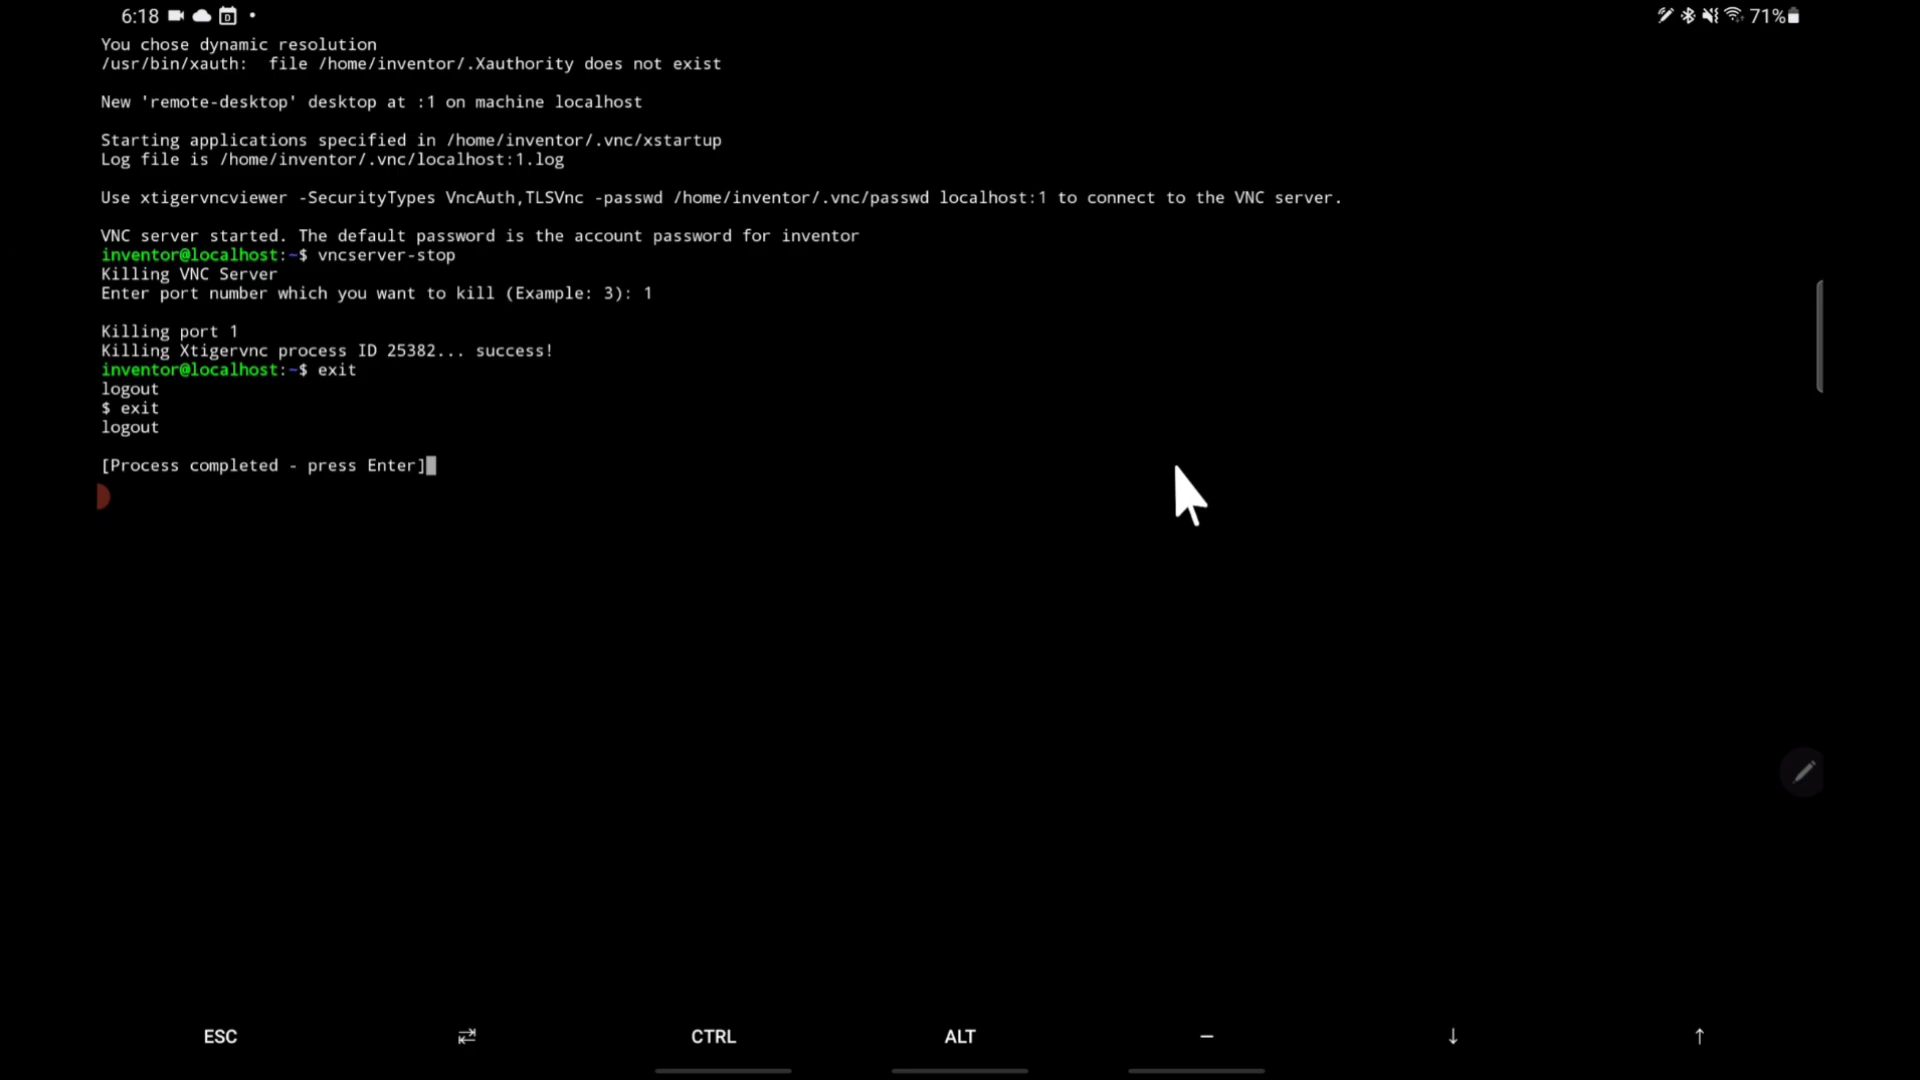 6:18
71%
You chose dynamic resolution
/usr/bin/xauth:  file /home/inventor/.Xauthority does not exist
New 'remote-desktop' desktop at :1 on machine localhost
Starting applications specified in /home/inventor/.vnc/xstartup
Log file is /home/inventor/.vnc/localhost:1.log
Use xtigervncviewer -SecurityTypes VncAuth,TLSVnc -passwd /home/inventor/.vnc/passwd localhost:1 to connect to the VNC server.
VNC server started. The default password is the account password for inventor
inventor@localhost:~$ vncserver-stop
Killing VNC Server
Enter port number which you want to kill (Example: 3): 1
Killing port 1
Killing Xtigervnc process ID 25382... success!
inventor@localhost:~$ exit
logout
$ exit
logout
[Process completed - press Enter]
ESC ⇄ CTRL ALT — ↓ ↑